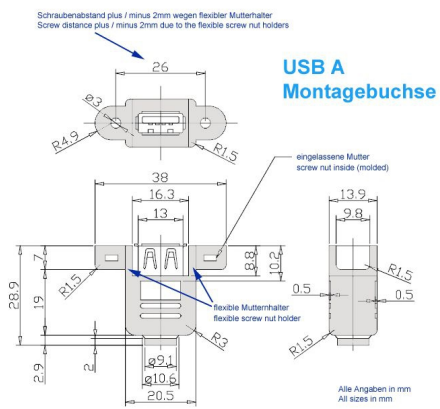 Schraubenabstand plus / minus 2mm wegen flexibler Mutterhalter
Screw distance plus / minus 2mm due to the flexible screw nut holders
USB A
Montagebuchse
26
ø3
R4.9
R1.5
eingelassene Mutter
screw nut inside (molded)
38
16.3
13
13.9
9.8
7
8.8
10.2
R1.5
R1.5
28.9
19
0.5
0.5
flexible Mutternhalter
flexible screw nut holder
R3
R1.5
2.9
2
ø9.1
ø10.6
20.5
Alle Angaben in mm
All sizes in mm